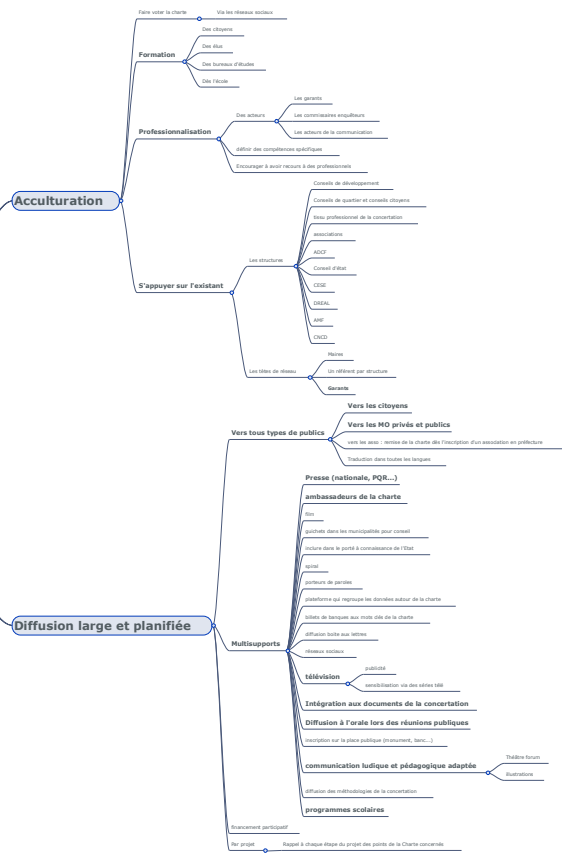 Faire voter la charte
Via les réseaux sociaux
Formation
Des citoyens
Des élus
Des bureaux d'études
Dès l'école
Professionnalisation
Des acteurs
Les garants
Les commissaires enquêteurs
Les acteurs de la communication
définir des compétences spécifiques
Encourager à avoir recours à des professionnels
Acculturation
S'appuyer sur l'existant
Les structures
Conseils de développement
Conseils de quartier et conseils citoyens
tissu professionnel de la concertation
associations
ADCF
Conseil d'état
CESE
DREAL
AMF
CNCD
Les têtes de réseau
Maires
Un référent par structure
Garants
Diffusion large et planifiée
Vers tous types de publics
Vers les citoyens
Vers les MO privés et publics
vers les asso : remise de la charte dès l'inscription d'un association en préfecture
Traduction dans toutes les langues
Multisupports
Presse (nationale, PQR...)
ambassadeurs de la charte
film
guichets dans les municipalités pour conseil
inclure dans le porté à connaissance de l'Etat
spiral
porteurs de paroles
plateforme qui regroupe les données autour de la charte
billets de banques aux mots clés de la charte
diffusion boite aux lettres
réseaux sociaux
télévision
publicité
sensibilisation via des séries télé
Intégration aux documents de la concertation
Diffusion à l'orale lors des réunions publiques
inscription sur la place publique (monument, banc...)
communication ludique et pédagogique adaptée
Théâtre forum
illustrations
diffusion des méthodologies de la concertation
programmes scolaires
financement participatif
Par projet
Rappel à chaque étape du projet des points de la Charte concernés